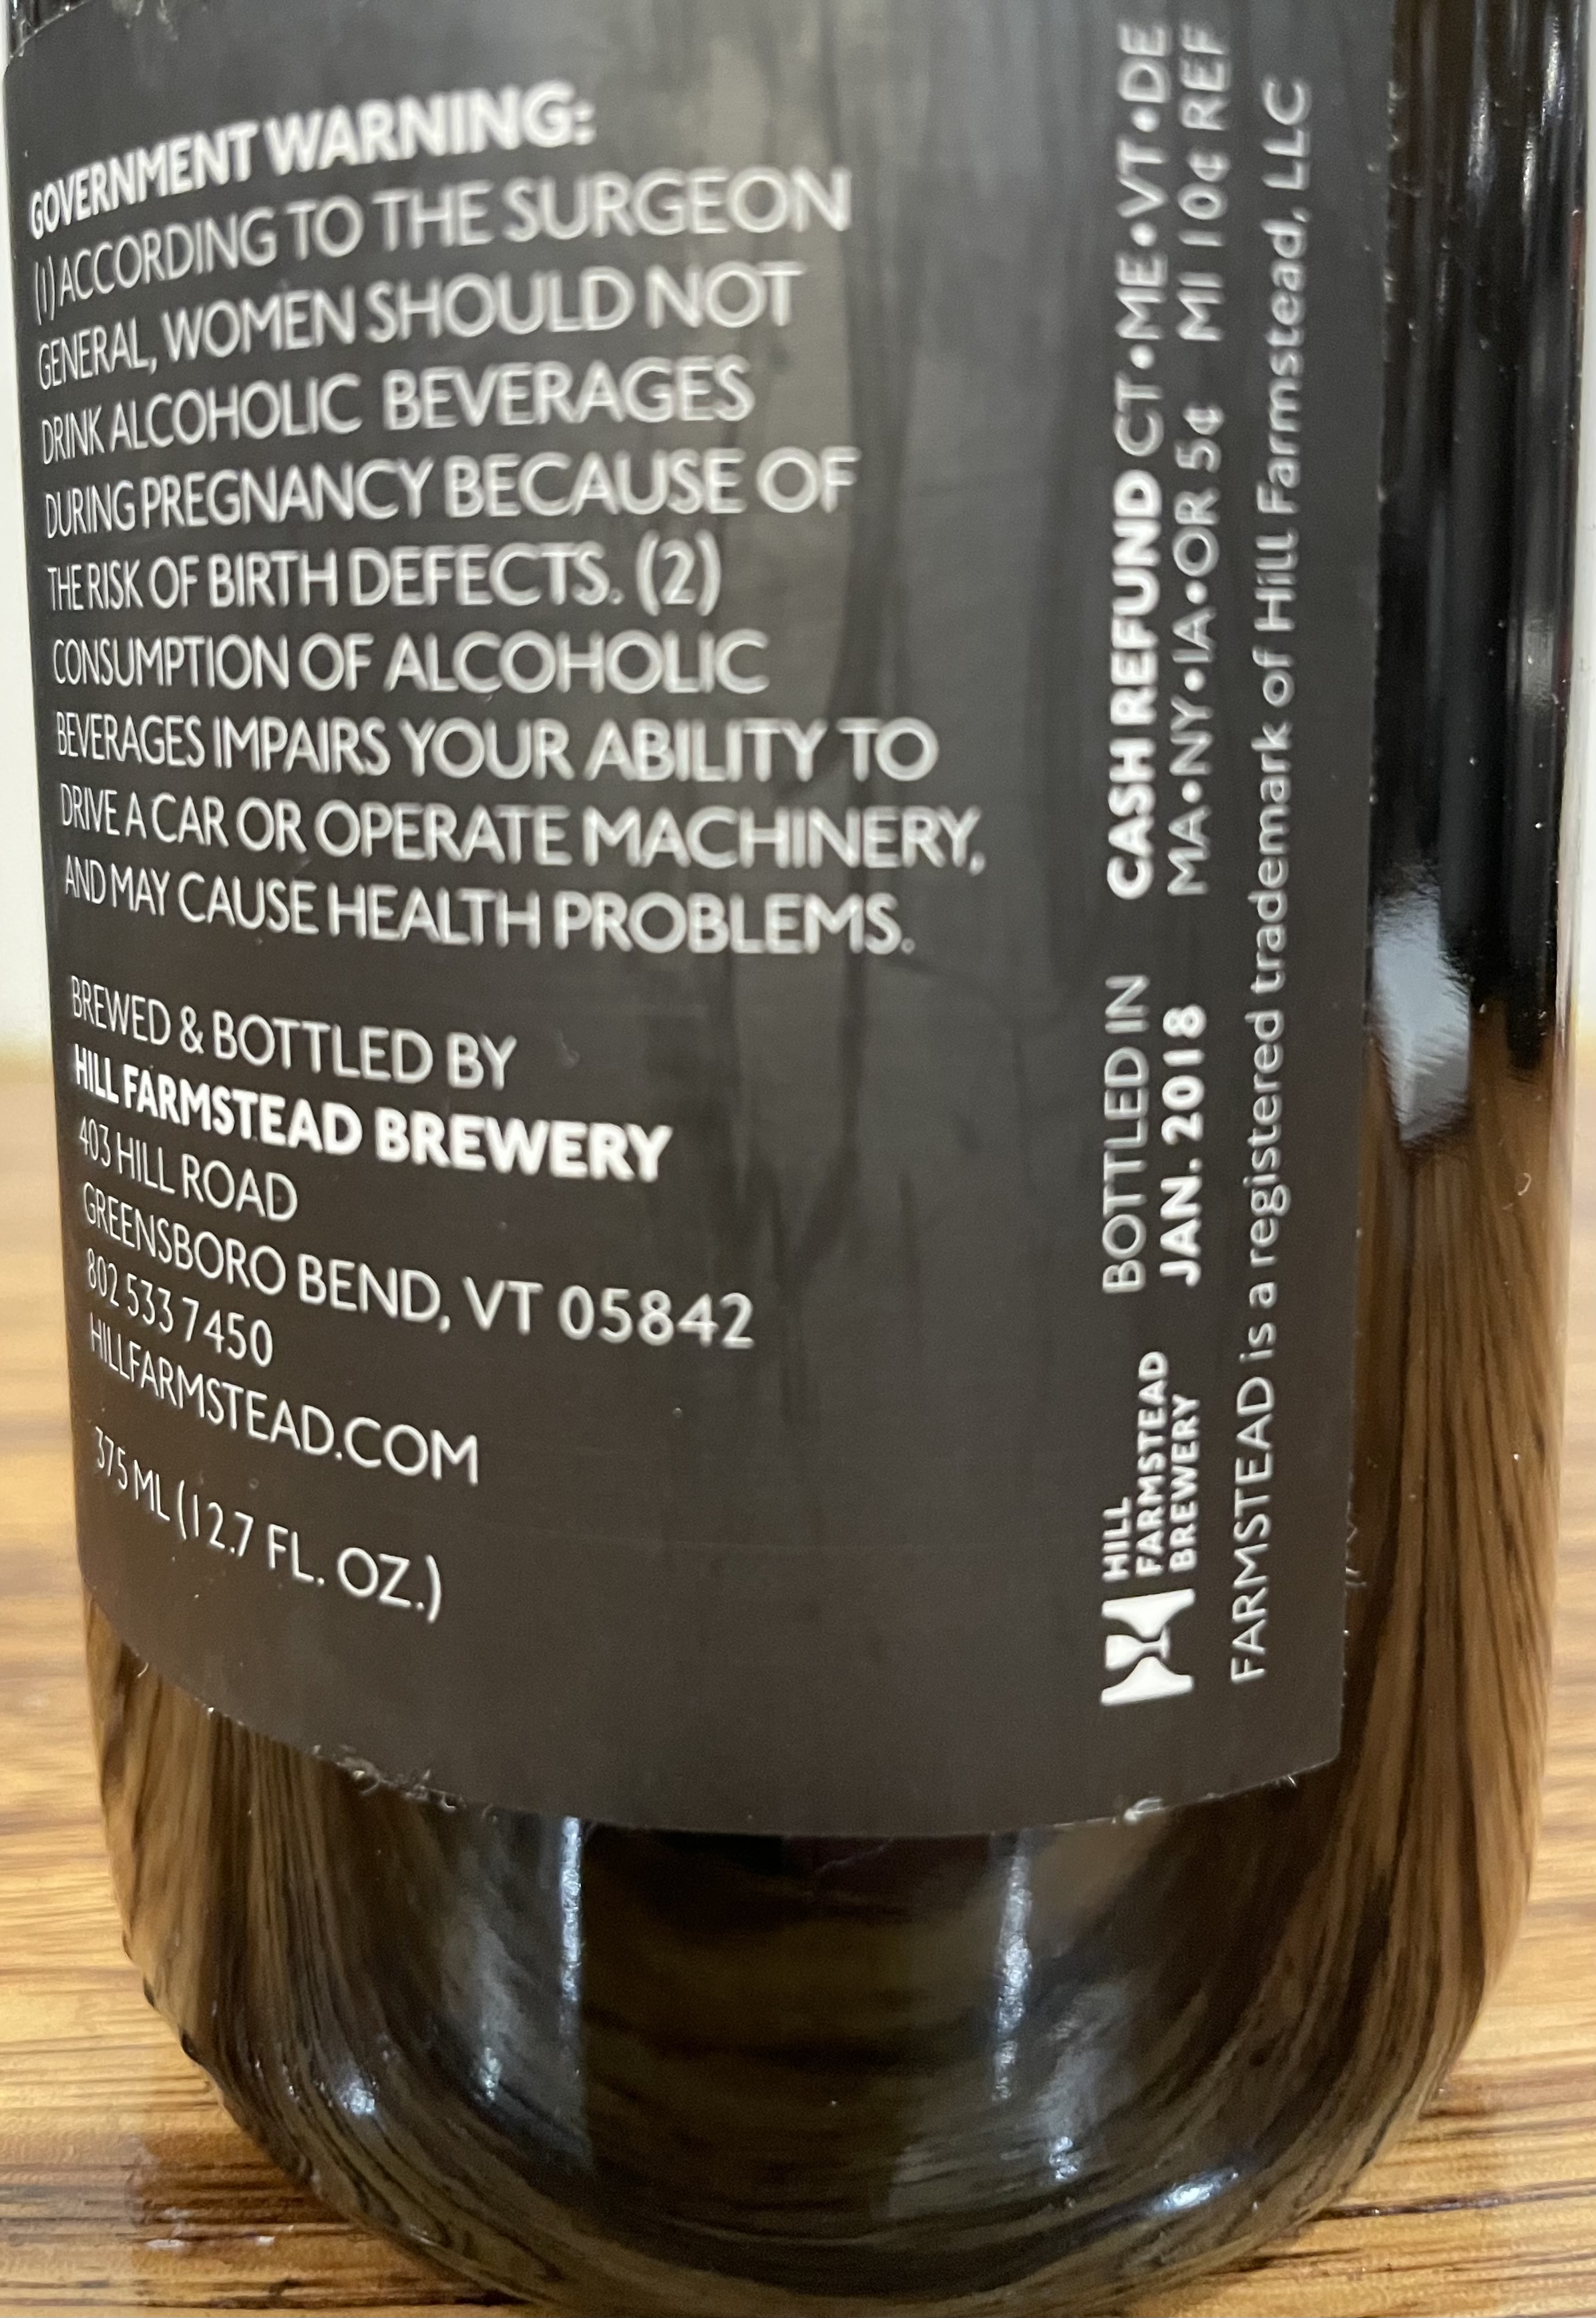 GOVERNMENT WARNING:
(1) ACCORDING TO THE SURGEON
GENERAL, WOMEN SHOULD NOT
DRINK ALCOHOLIC BEVERAGES
DURING PREGNANCY BECAUSE OF
THE RISK OF BIRTH DEFECTS. (2)
CONSUMPTION OF ALCOHOLIC
BEVERAGES IMPAIRS YOUR ABILITY TO
DRIVE A CAR OR OPERATE MACHINERY,
AND MAY CAUSE HEALTH PROBLEMS.
BREWED & BOTTLED BY
HILL FARMSTEAD BREWERY
403 HILL ROAD
GREENSBORO BEND, VT 05842
802 533 7450
HILLFARMSTEAD.COM
375 ML (12.7 FL. OZ.)
HILL
FARMSTEAD
BREWERY
BOTTLED IN
JAN. 2018
CASH REFUND CT•ME•VT•DE
MA•NY•IA•OR 5¢ MI 10¢ REF
FARMSTEAD is a registered trademark of Hill Farmstead, LLC